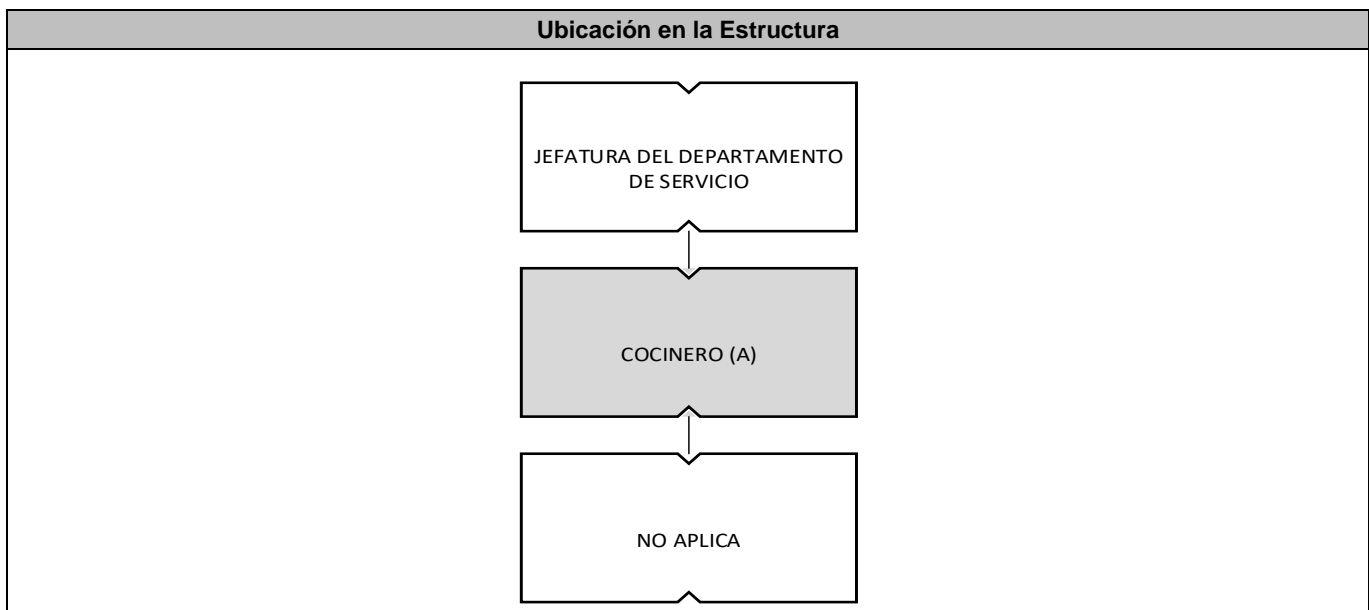 Ubicación en la Estructura
JEFATURA DEL DEPARTAMENTO
DE SERVICIO
COCINERO (A)
NO APLICA